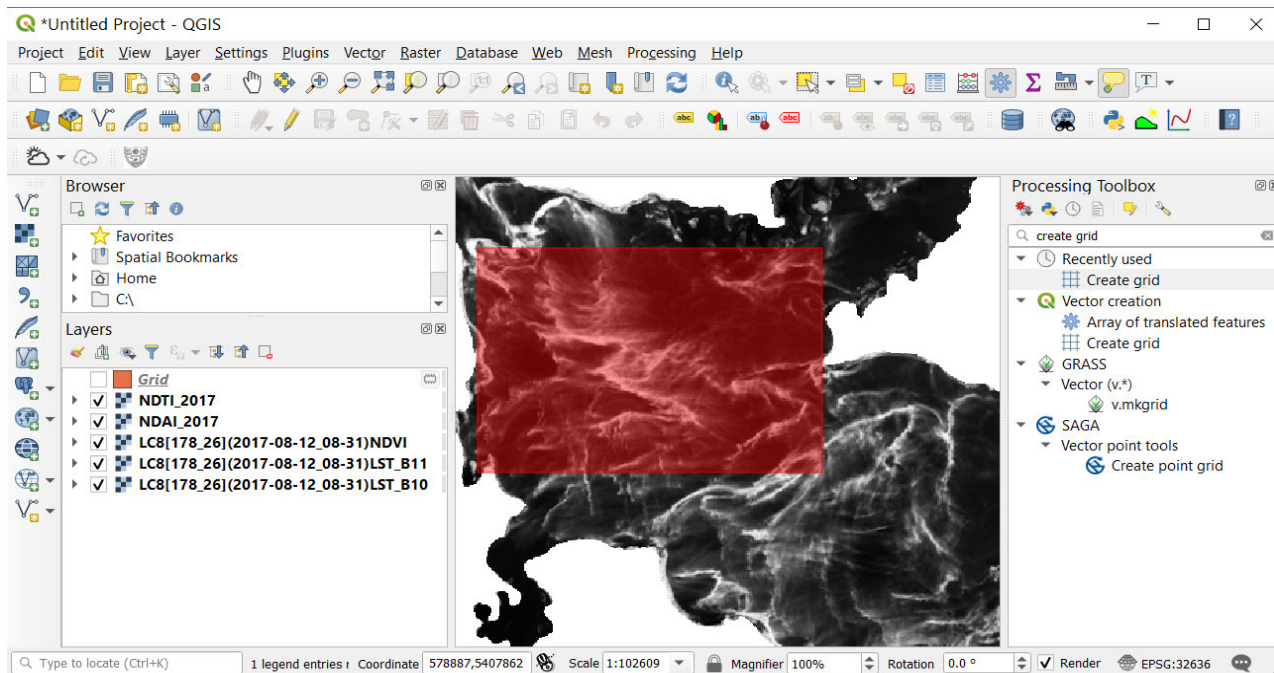 *Untitled Project - QGIS
Project Edit View Layer Settings Plugins Vector Raster Database Web Mesh Processing Help
Browser
Favorites
Spatial Bookmarks
Home
C:\
Layers
Grid
NDTI_2017
NDAI_2017
LC8[178_26](2017-08-12_08-31)NDVI
LC8[178_26](2017-08-12_08-31)LST_B11
LC8[178_26](2017-08-12_08-31)LST_B10
Processing Toolbox
create grid
Recently used
Create grid
Vector creation
Array of translated features
Create grid
GRASS
Vector (v.*)
v.mkgrid
SAGA
Vector point tools
Create point grid
Type to locate (Ctrl+K) 1 legend entries Coordinate 578887,5407862 Scale 1:102609 Magnifier 100% Rotation 0.0 ° Render EPSG:32636